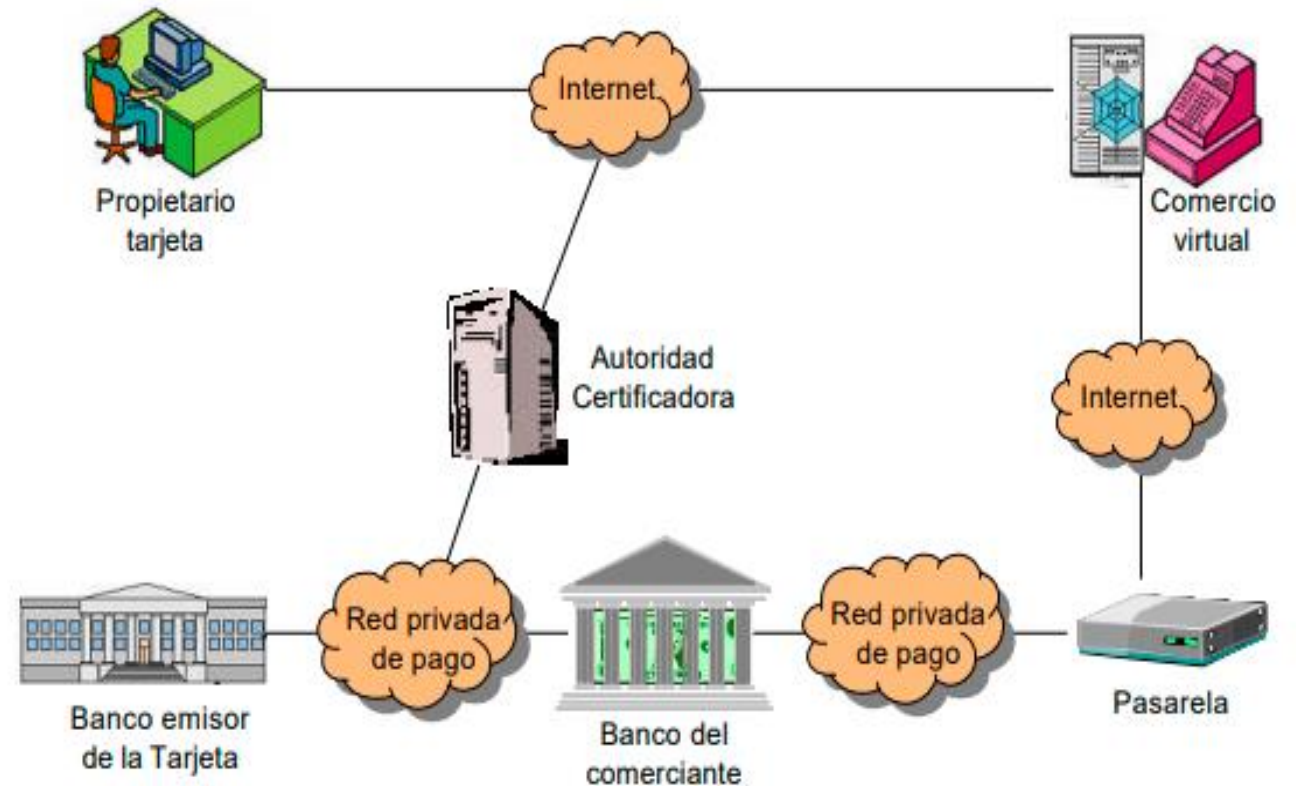 Internet
Propietario
tarjeta
Comercio
virtual
Autoridad
Certificadora
Internet
Red privada
de pago
Red privada
de pago
Banco emisor
de la Tarjeta
Banco del
comerciante
Pasarela